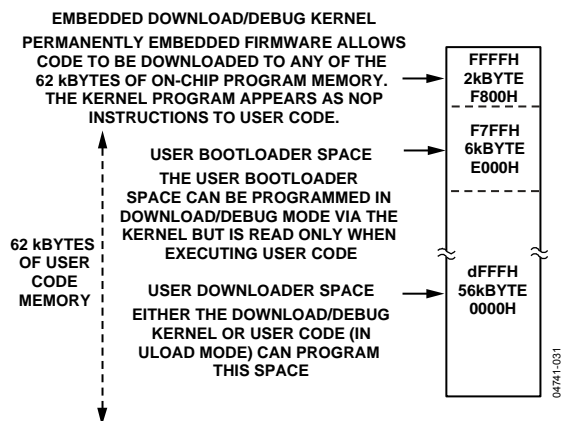 EMBEDDED DOWNLOAD/DEBUG KERNEL
PERMANENTLY EMBEDDED FIRMWARE ALLOWS
CODE TO BE DOWNLOADED TO ANY OF THE
62 kBYTES OF ON-CHIP PROGRAM MEMORY.
THE KERNEL PROGRAM APPEARS AS NOP
INSTRUCTIONS TO USER CODE.
FFFFH
2kBYTE
F800H
USER BOOTLOADER SPACE
THE USER BOOTLOADER
SPACE CAN BE PROGRAMMED IN
DOWNLOAD/DEBUG MODE VIA THE
KERNEL BUT IS READ ONLY WHEN
EXECUTING USER CODE
F7FFH
6kBYTE
E000H
62 kBYTES
OF USER
CODE
MEMORY
USER DOWNLOADER SPACE
EITHER THE DOWNLOAD/DEBUG
KERNEL OR USER CODE (IN
ULOAD MODE) CAN PROGRAM
THIS SPACE
dFFFH
56kBYTE
0000H
04741-031